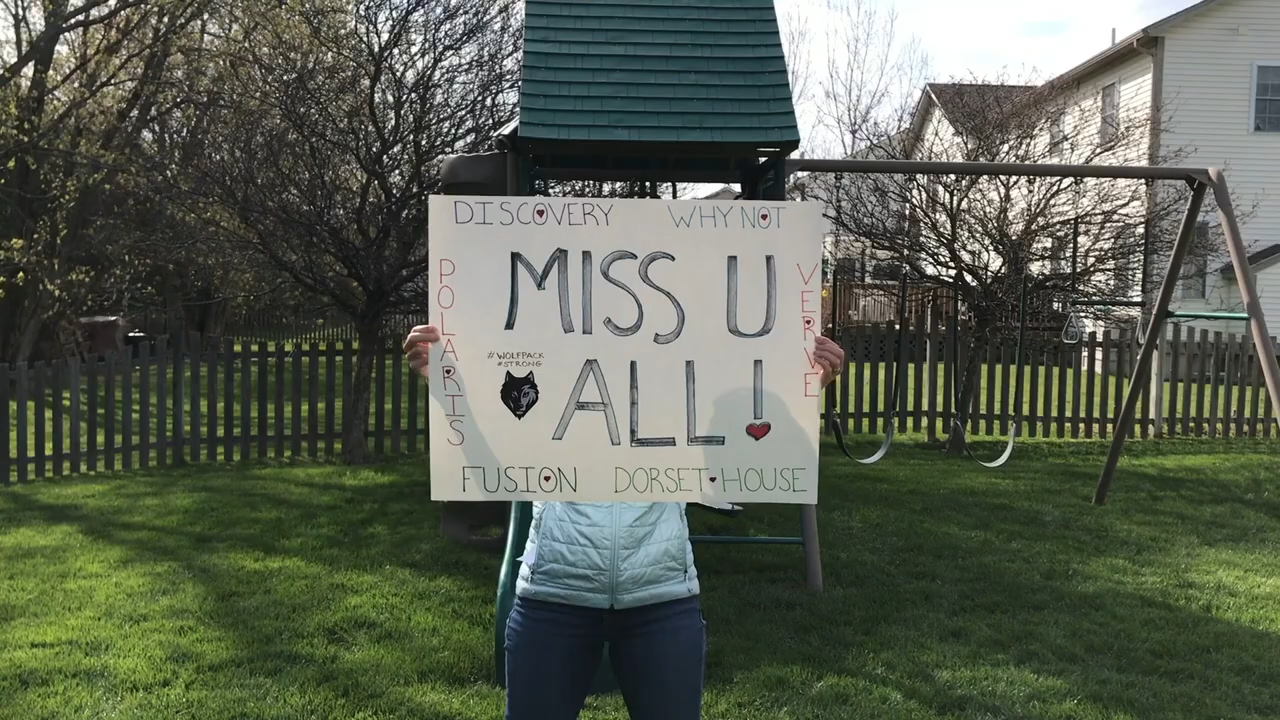 DISCOVERY WHY NOT
MISS U
POLARIS
VERVE
#WOLFPACK
#STRONG
ALL!
FUSION DORSET HOUSE